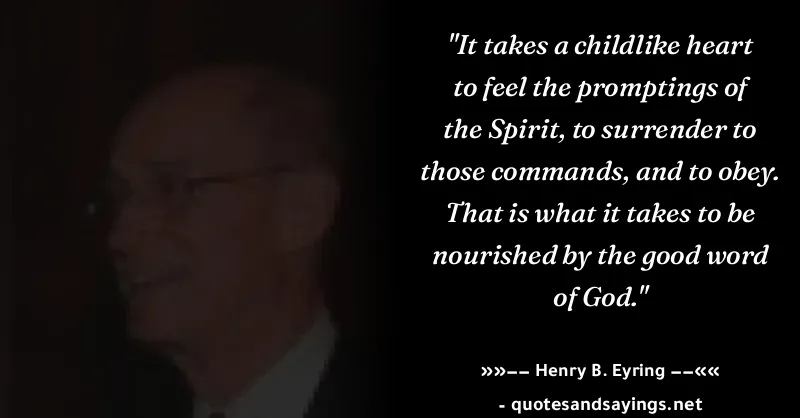 "It takes a childlike heart
to feel the promptings of
the Spirit, to surrender to
those commands, and to obey.
That is what it takes to be
nourished by the good word
of God."
»»−− Henry B. Eyring −−««
- quotesandsayings.net